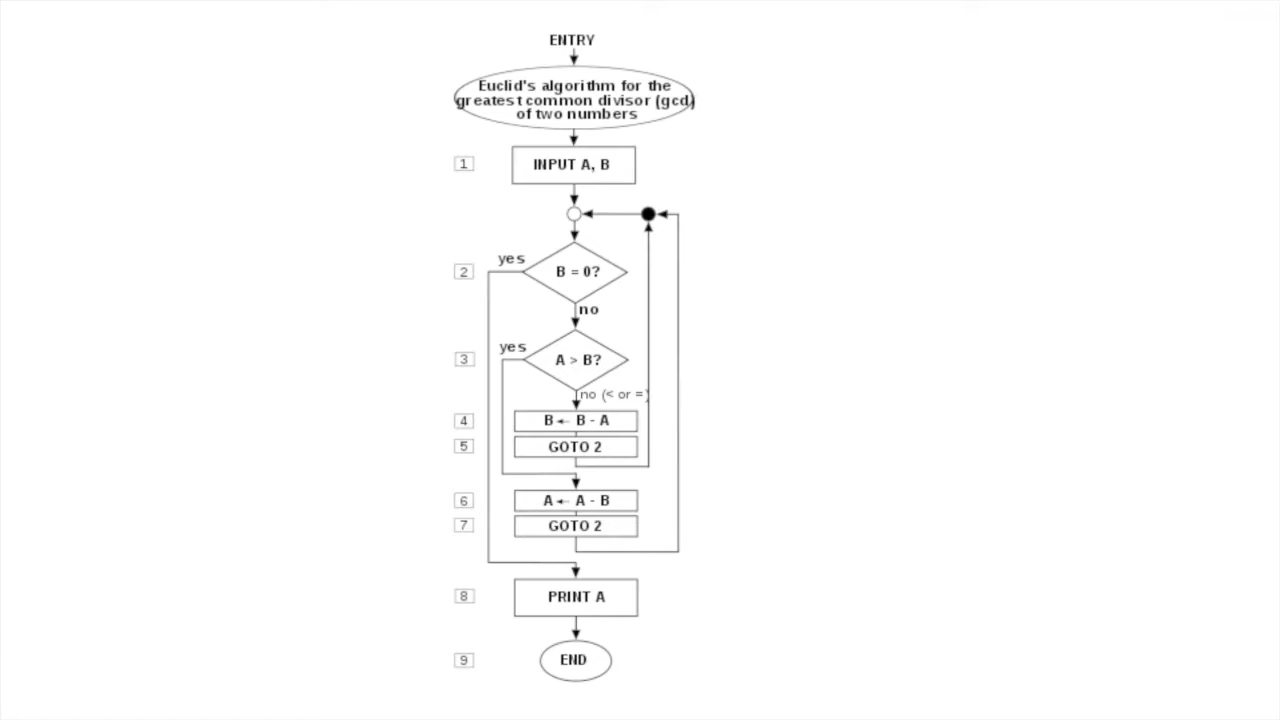 ENTRY
Euclid's algorithm for the
greatest common divisor (gcd)
of two numbers
1
INPUT A, B
yes
2
B = 0?
no
yes
3
A > B?
no (< or =)
4
B ← B - A
5
GOTO 2
6
A ← A - B
7
GOTO 2
8
PRINT A
9
END